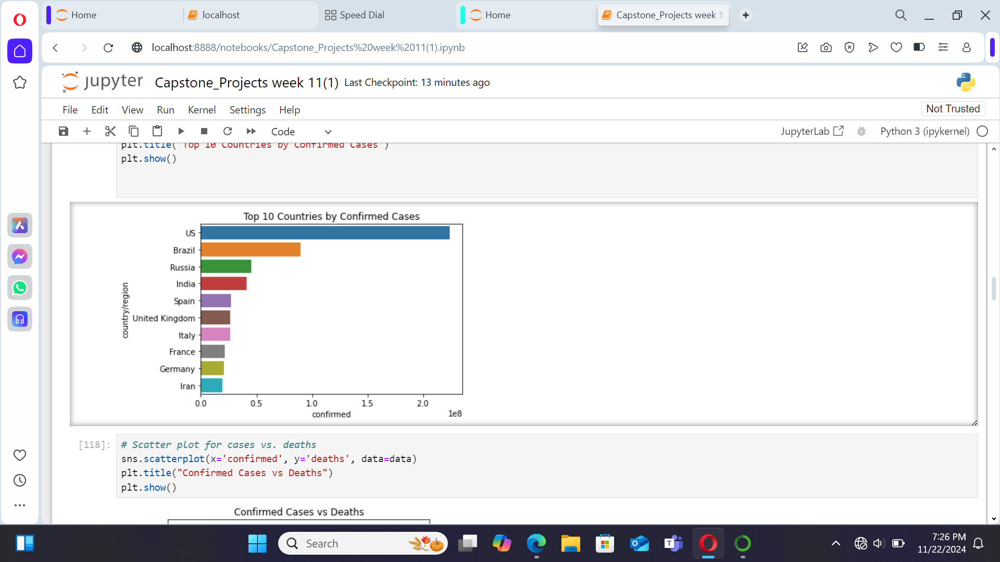 Home
localhost
Speed Dial
Home
Capstone_Projects week 1
localhost:8888/notebooks/Capstone_Projects%20week%2011(1).ipynb
jupyter
Capstone_Projects week 11(1)
Last Checkpoint: 13 minutes ago
File
Edit
View
Run
Kernel
Settings
Help
Not Trusted
Code
JupyterLab
Python 3 (ipykernel)
plt.title("Top 10 Countries by Confirmed Cases")
plt.show()
Top 10 Countries by Confirmed Cases
US
Brazil
Russia
India
Spain
United Kingdom
Italy
France
Germany
Iran
country/region
0.0
0.5
1.0
1.5
2.0
confirmed
1e8
[118]:
# Scatter plot for cases vs. deaths
sns.scatterplot(x='confirmed', y='deaths', data=data)
plt.title("Confirmed Cases vs Deaths")
plt.show()
Confirmed Cases vs Deaths
Search
7:26 PM
11/22/2024